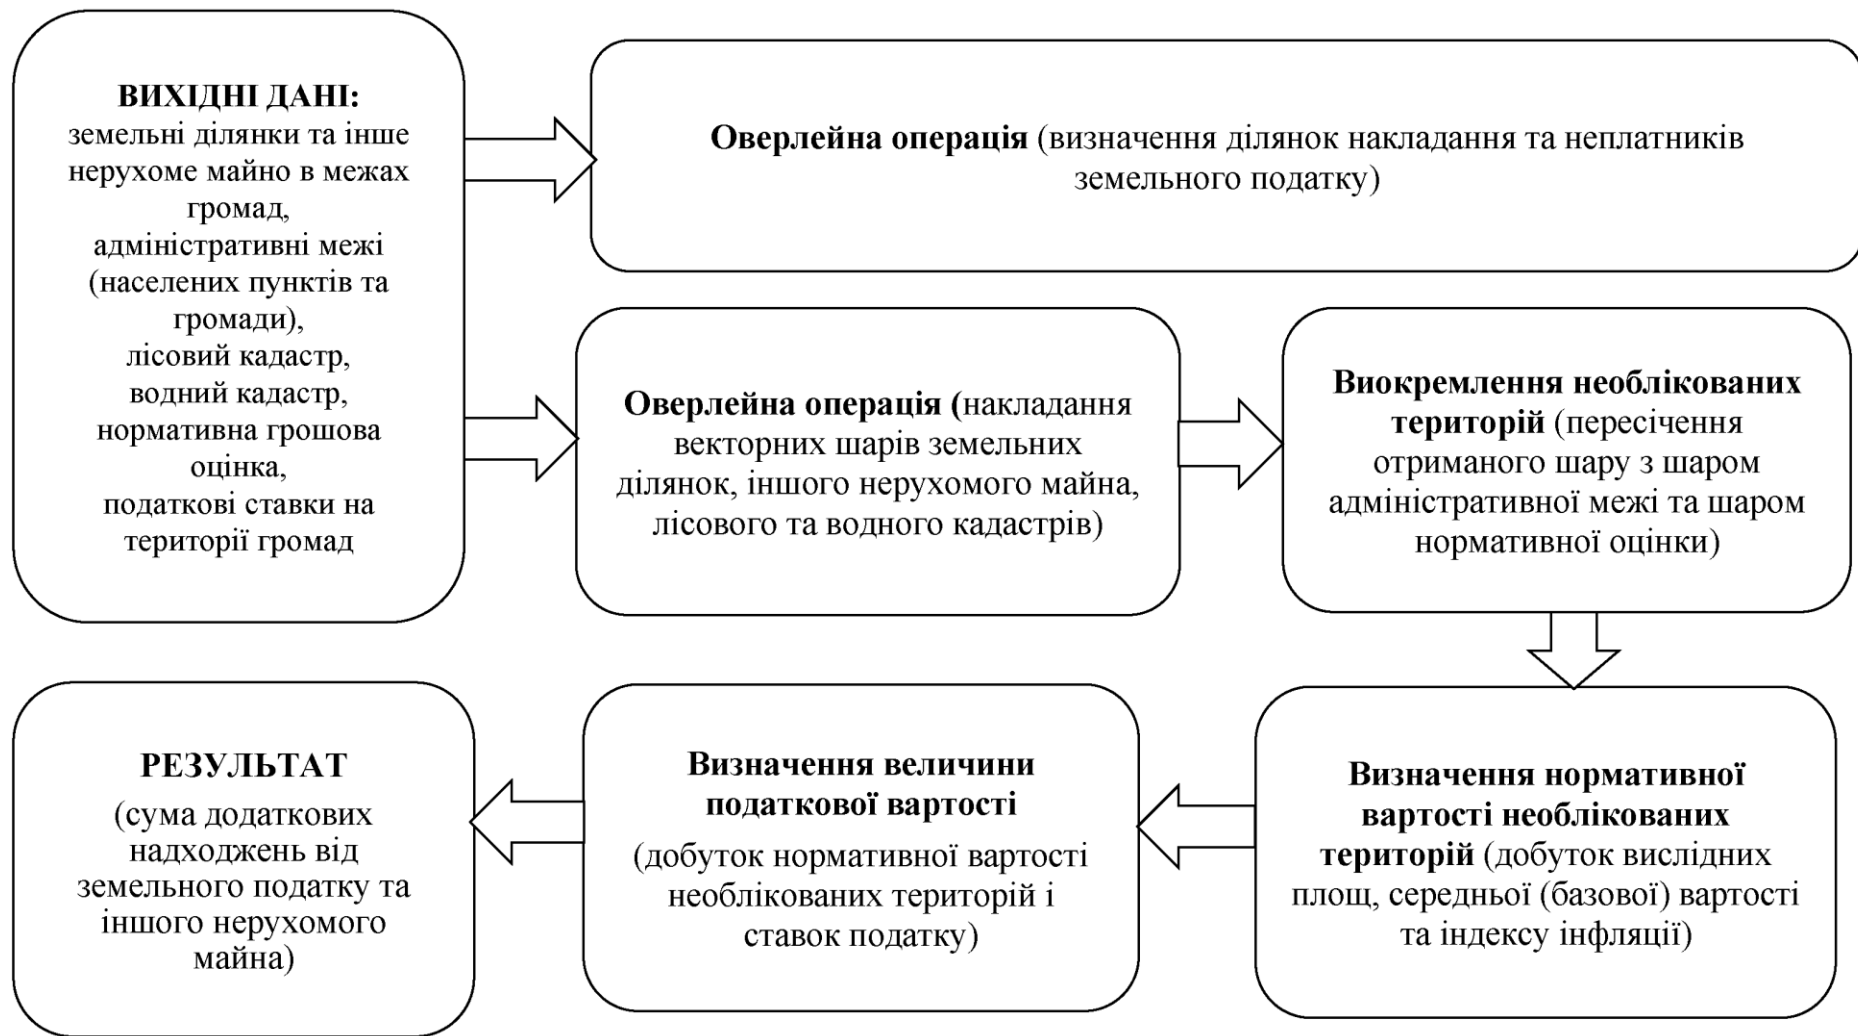 ВИХІДНІ ДАНІ:
земельні ділянки та інше
нерухоме майно в межах
громад,
адміністративні межі
(населених пунктів та
громади),
лісовий кадастр,
водний кадастр,
нормативна грошова
оцінка,
податкові ставки на
території громад
Оверлейна операція (визначення ділянок накладання та неплатників
земельного податку)
Оверлейна операція (накладання
векторних шарів земельних
ділянок, іншого нерухомого майна,
лісового та водного кадастрів)
Виокремлення необлікованих
територій (пересічення
отриманого шару з шаром
адміністративної межі та шаром
нормативної оцінки)
Визначення нормативної
вартості необлікованих
територій (добуток вислідних
площ, середньої (базової) вартості
та індексу інфляції)
Визначення величини
податкової вартості
(добуток нормативної вартості
необлікованих територій і
ставок податку)
РЕЗУЛЬТАТ
(сума додаткових
надходжень від
земельного податку та
іншого нерухомого
майна)